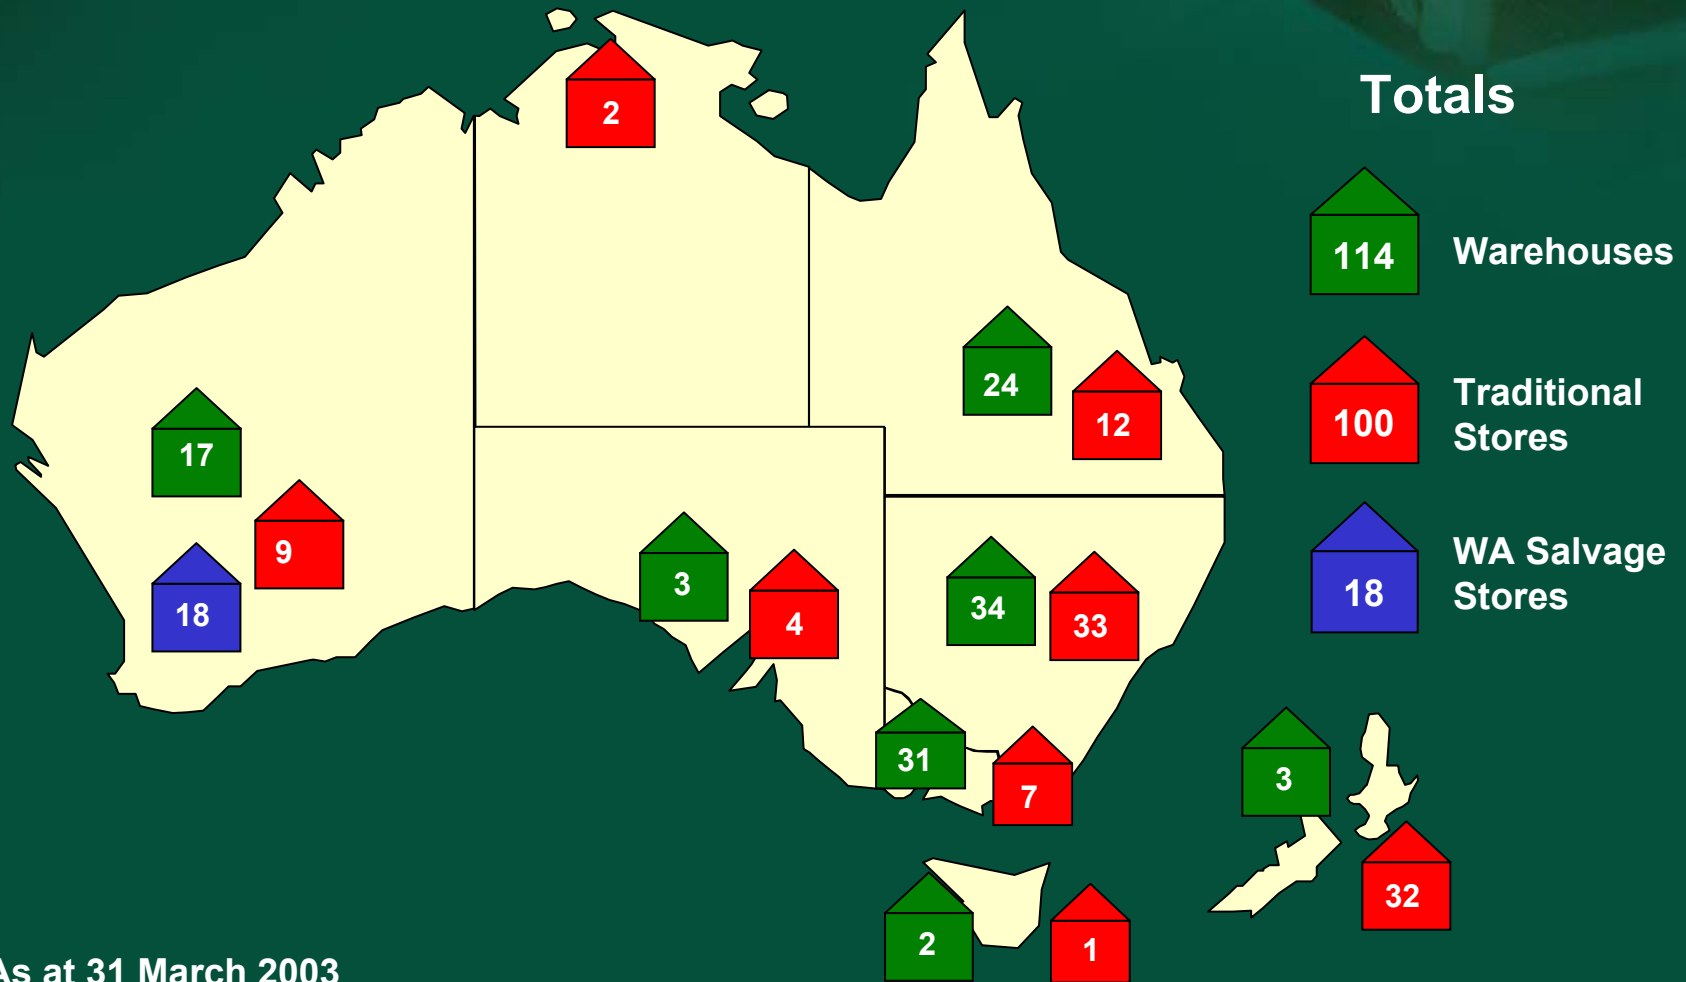 Totals
2
114
Warehouses
24
12
Traditional
Stores
100
17
9
18
3
4
34
33
WA Salvage
Stores
18
31
7
3
32
2
1
As at 31 March 2003